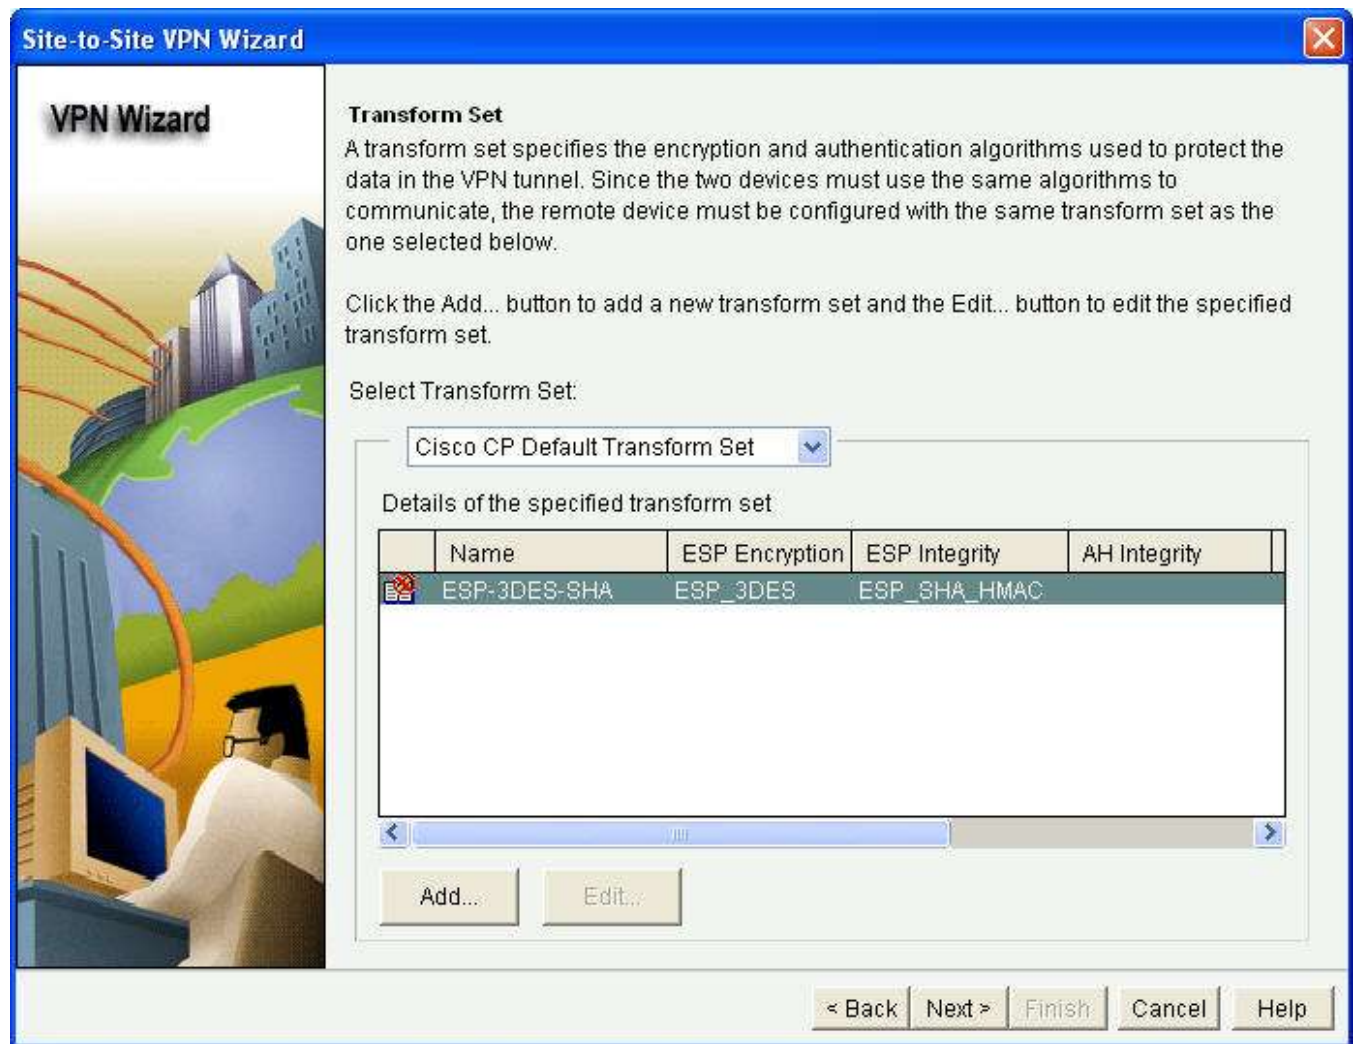 Site-to-Site VPN Wizard
VPN Wizard
Transform Set
A transform set specifies the encryption and authentication algorithms used to protect the
data in the VPN tunnel. Since the two devices must use the same algorithms to
communicate, the remote device must be configured with the same transform set as the
one selected below.
Click the Add... button to add a new transform set and the Edit... button to edit the specified
transform set.
Select Transform Set:
Cisco CP Default Transform Set
Details of the specified transform set
Name ESP Encryption ESP Integrity AH Integrity
ESP-3DES-SHA ESP_3DES ESP_SHA_HMAC
Add... Edit...
< Back Next > Finish Cancel Help